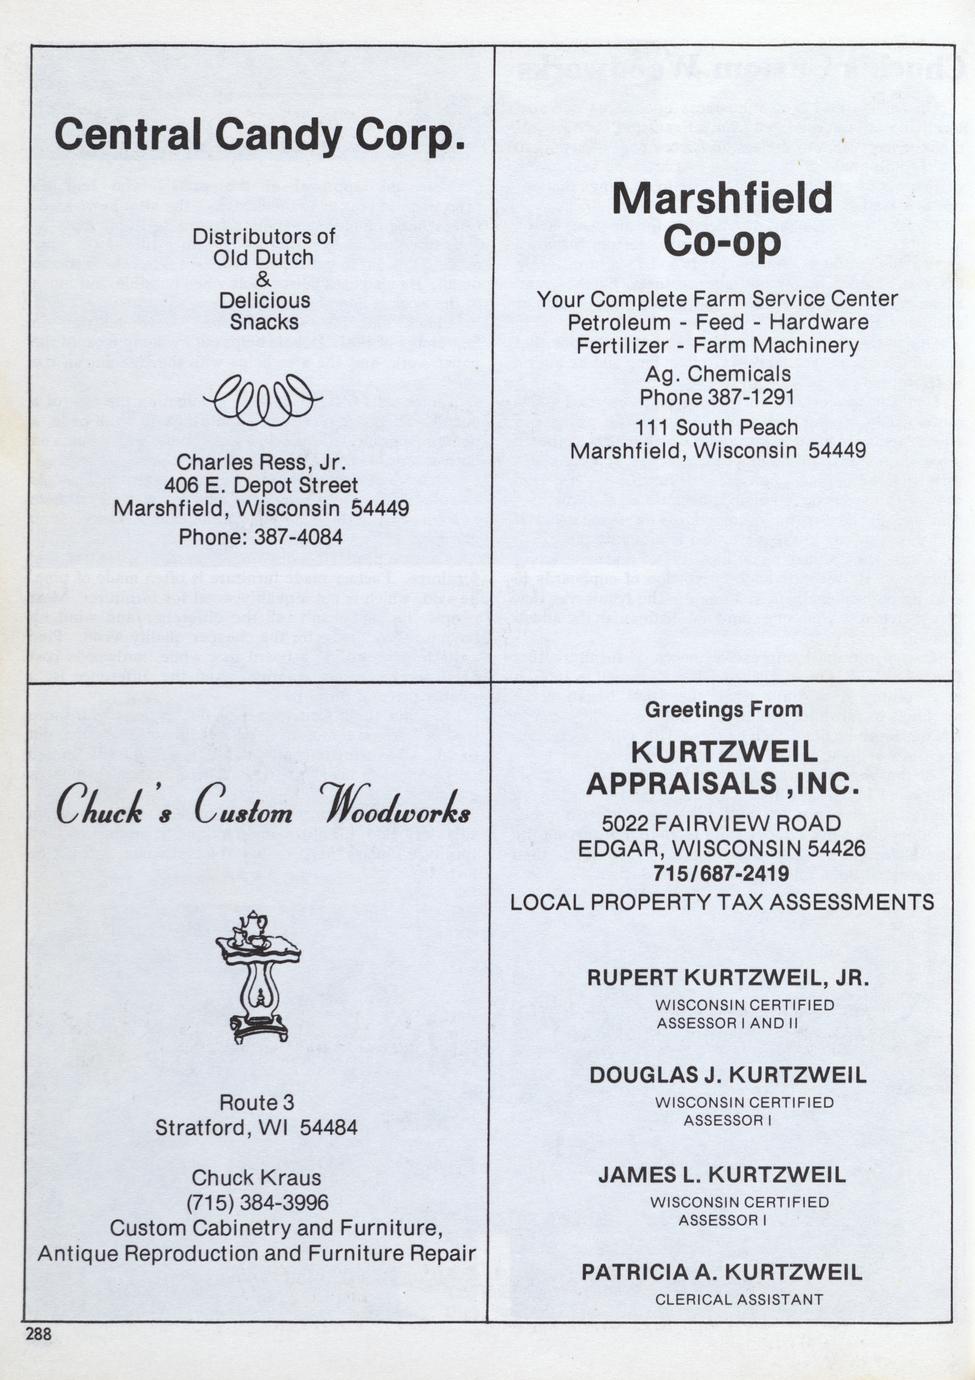 Central Candy Corp.
Distributors of
Old Dutch
&
Delicious
Snacks
Charles Ress, Jr.
406 E. Depot Street
Marshfield, Wisconsin 54449
Phone: 387-4084
Marshfield
Co-op
Your Complete Farm Service Center
Petroleum - Feed - Hardware
Fertilizer - Farm Machinery
Ag. Chemicals
Phone 387-1291
111 South Peach
Marshfield, Wisconsin 54449
Chuck's Custom Woodworks
Route 3
Stratford, WI 54484
Chuck Kraus
(715) 384-3996
Custom Cabinetry and Furniture,
Antique Reproduction and Furniture Repair
Greetings From
KURTZWEIL
APPRAISALS ,INC.
5022 FAIRVIEW ROAD
EDGAR, WISCONSIN 54426
715/687-2419
LOCAL PROPERTY TAX ASSESSMENTS
RUPERT KURTZWEIL, JR.
WISCONSIN CERTIFIED
ASSESSOR I AND II
DOUGLAS J. KURTZWEIL
WISCONSIN CERTIFIED
ASSESSOR I
JAMES L. KURTZWEIL
WISCONSIN CERTIFIED
ASSESSOR I
PATRICIA A. KURTZWEIL
CLERICAL ASSISTANT
288